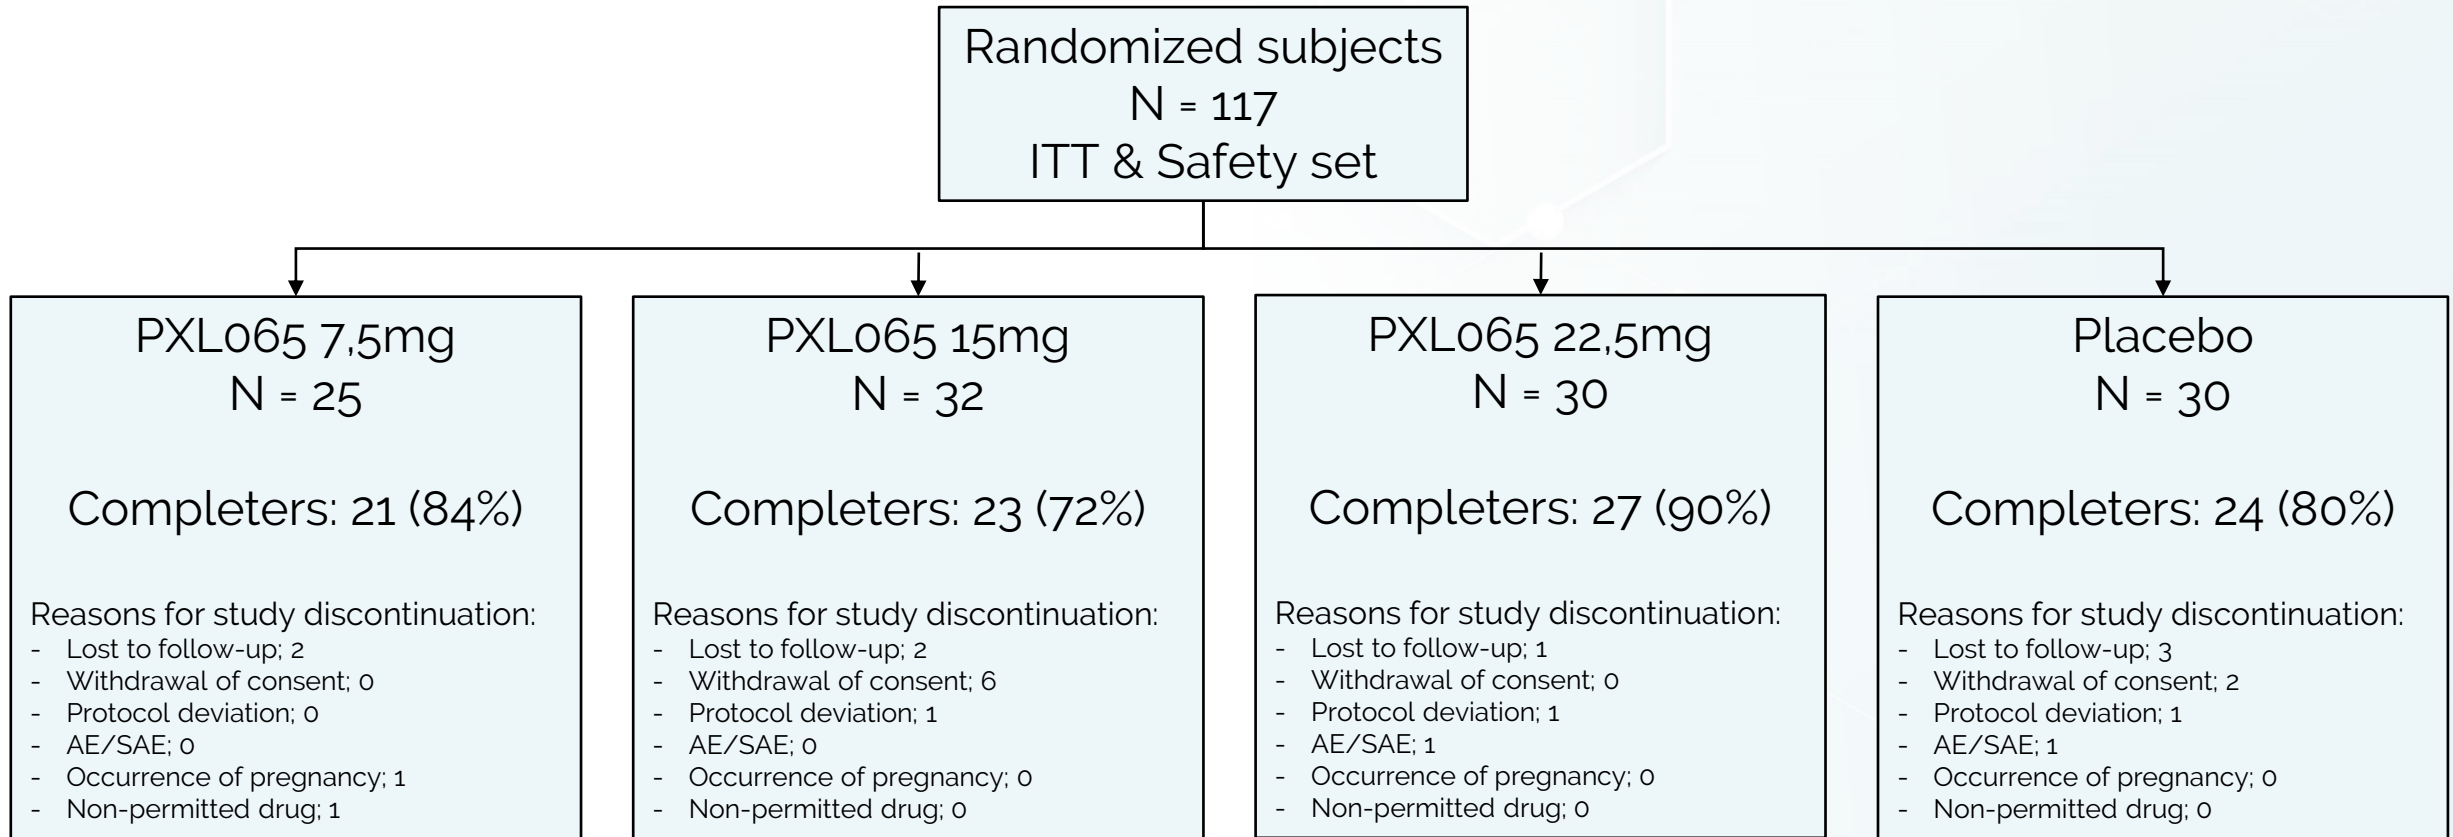 Randomized subjects
N = 117
ITT & Safety set
PXL065 7,5mg
N = 25
Completers: 21 (84%)
Reasons for study discontinuation:
- Lost to follow-up; 2
- Withdrawal of consent; 0
- Protocol deviation; 0
- AE/SAE; 0
- Occurrence of pregnancy; 1
- Non-permitted drug; 1
PXL065 15mg
N = 32
Completers: 23 (72%)
Reasons for study discontinuation:
- Lost to follow-up; 2
- Withdrawal of consent; 6
- Protocol deviation; 1
- AE/SAE; 0
- Occurrence of pregnancy; 0
- Non-permitted drug; 0
PXL065 22,5mg
N = 30
Completers: 27 (90%)
Reasons for study discontinuation:
- Lost to follow-up; 1
- Withdrawal of consent; 0
- Protocol deviation; 1
- AE/SAE; 1
- Occurrence of pregnancy; 0
- Non-permitted drug; 0
Placebo
N = 30
Completers: 24 (80%)
Reasons for study discontinuation:
- Lost to follow-up; 3
- Withdrawal of consent; 2
- Protocol deviation; 1
- AE/SAE; 1
- Occurrence of pregnancy; 0
- Non-permitted drug; 0